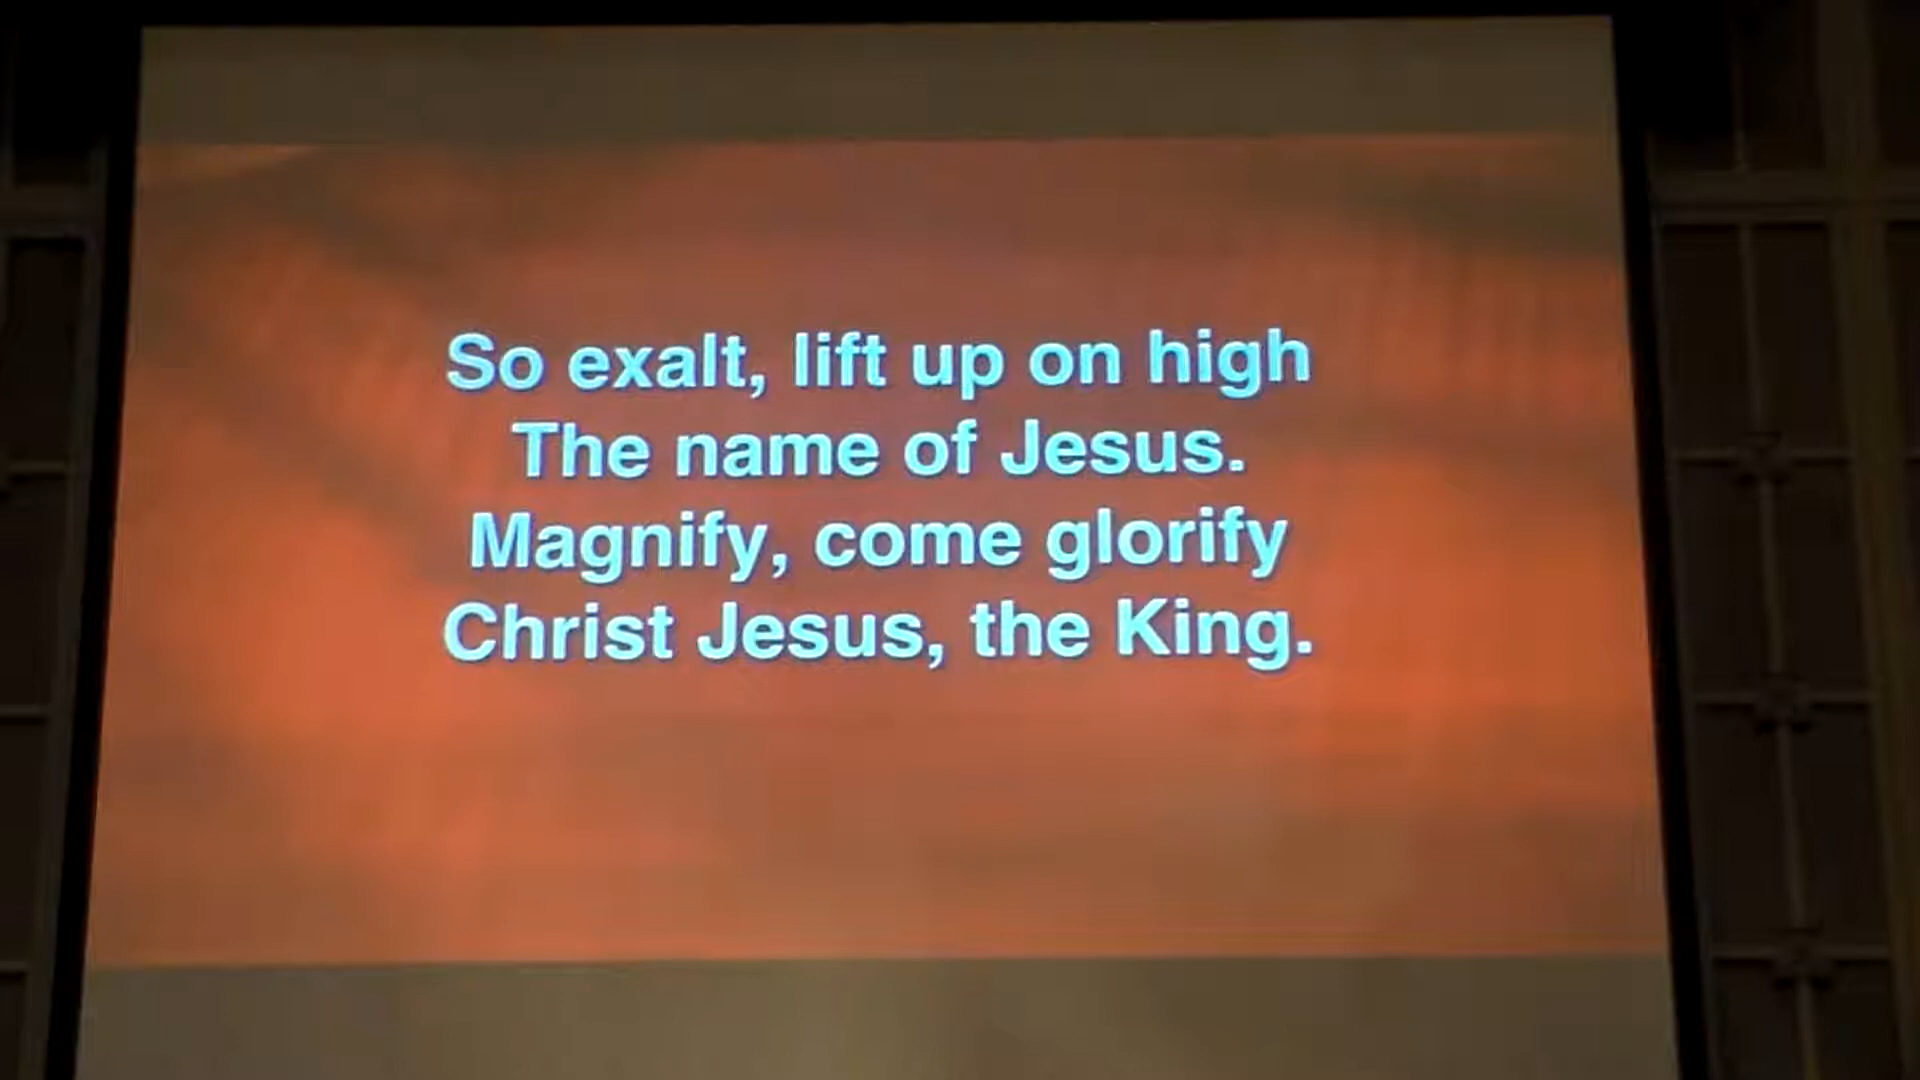 So exalt, lift up on high
The name of Jesus.
Magnify, come glorify
Christ Jesus, the King.